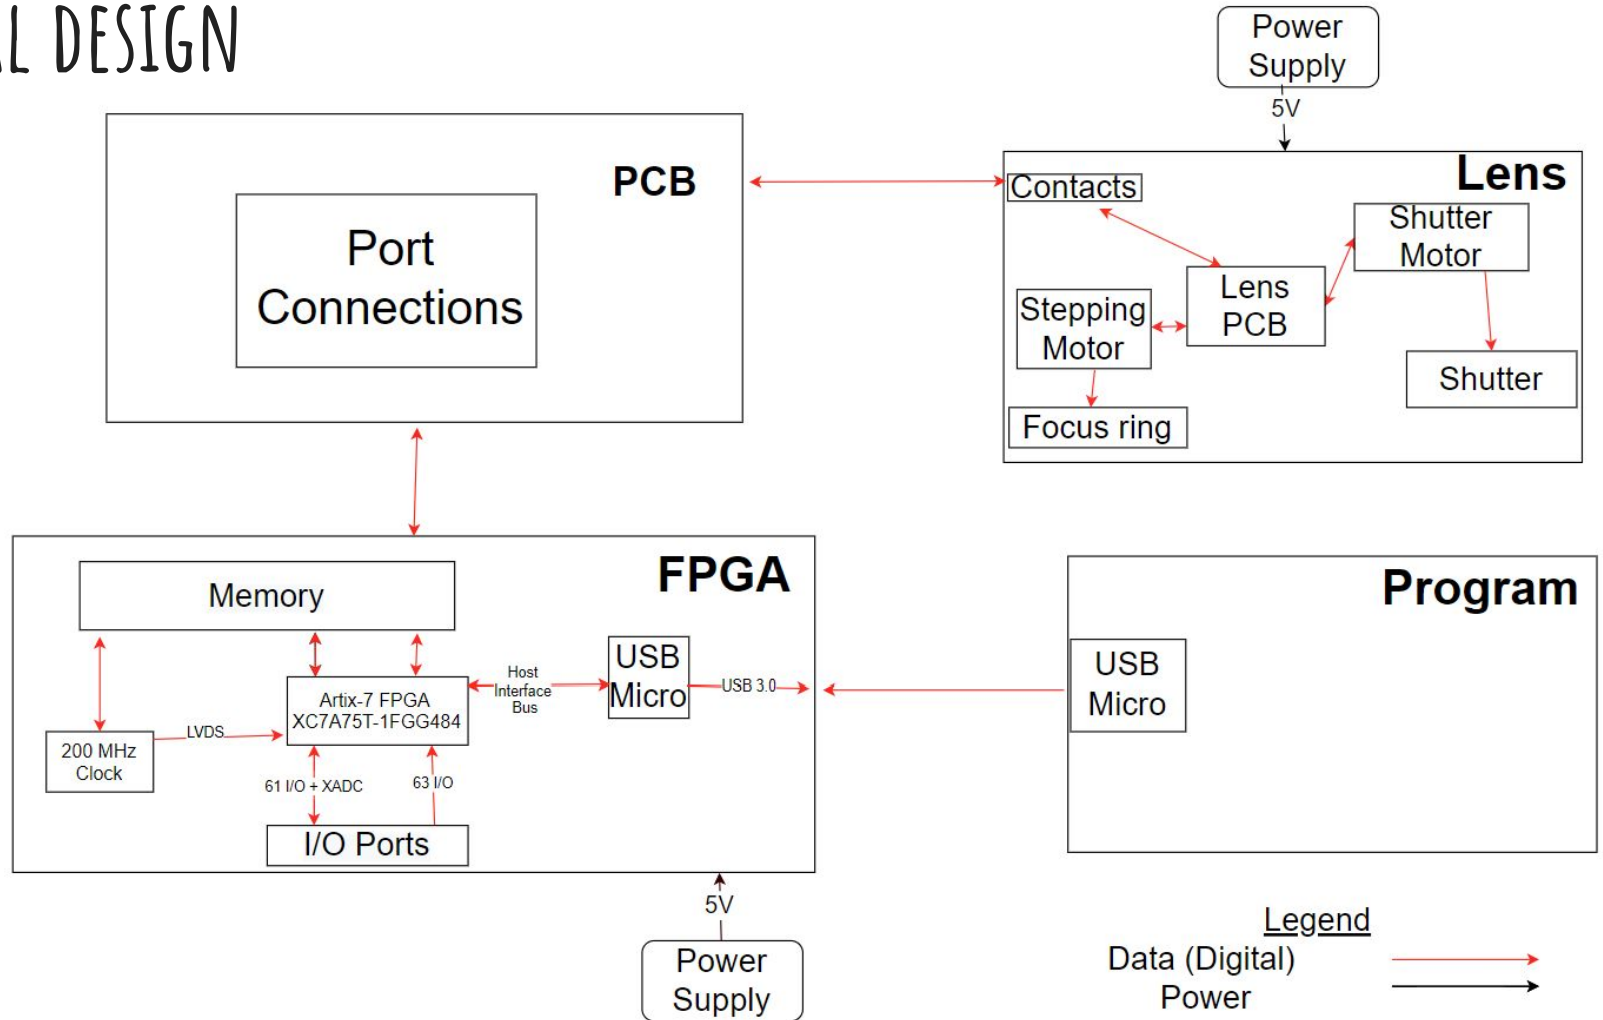 DESIGN
Power
Supply
5V
PCB
Port
Connections
Lens
Contacts
Shutter
Motor
Lens
PCB
Stepping
Motor
Shutter
Focus ring
FPGA
Memory
USB
Micro
Host
Interface
Bus
USB 3.0
Artix-7 FPGA
XC7A75T-1FGG484
LVDS
200 MHz
Clock
61 I/O + XADC
63 I/O
I/O Ports
Program
USB
Micro
5V
Power
Supply
Legend
Data (Digital)
Power